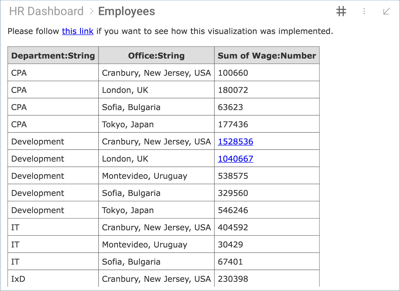 HR Dashboard > Employees
Please follow this link if you want to see how this visualization was implemented.
Department:String Office:String Sum of Wage:Number
CPA Cranbury, New Jersey, USA 100660
CPA London, UK 180072
CPA Sofia, Bulgaria 63623
CPA Tokyo, Japan 177436
Development Cranbury, New Jersey, USA 1528536
Development London, UK 1040667
Development Montevideo, Uruguay 538575
Development Sofia, Bulgaria 329560
Development Tokyo, Japan 546246
IT Cranbury, New Jersey, USA 404592
IT Montevideo, Uruguay 30429
IT Sofia, Bulgaria 67401
IxD Cranbury, New Jersey, USA 230398